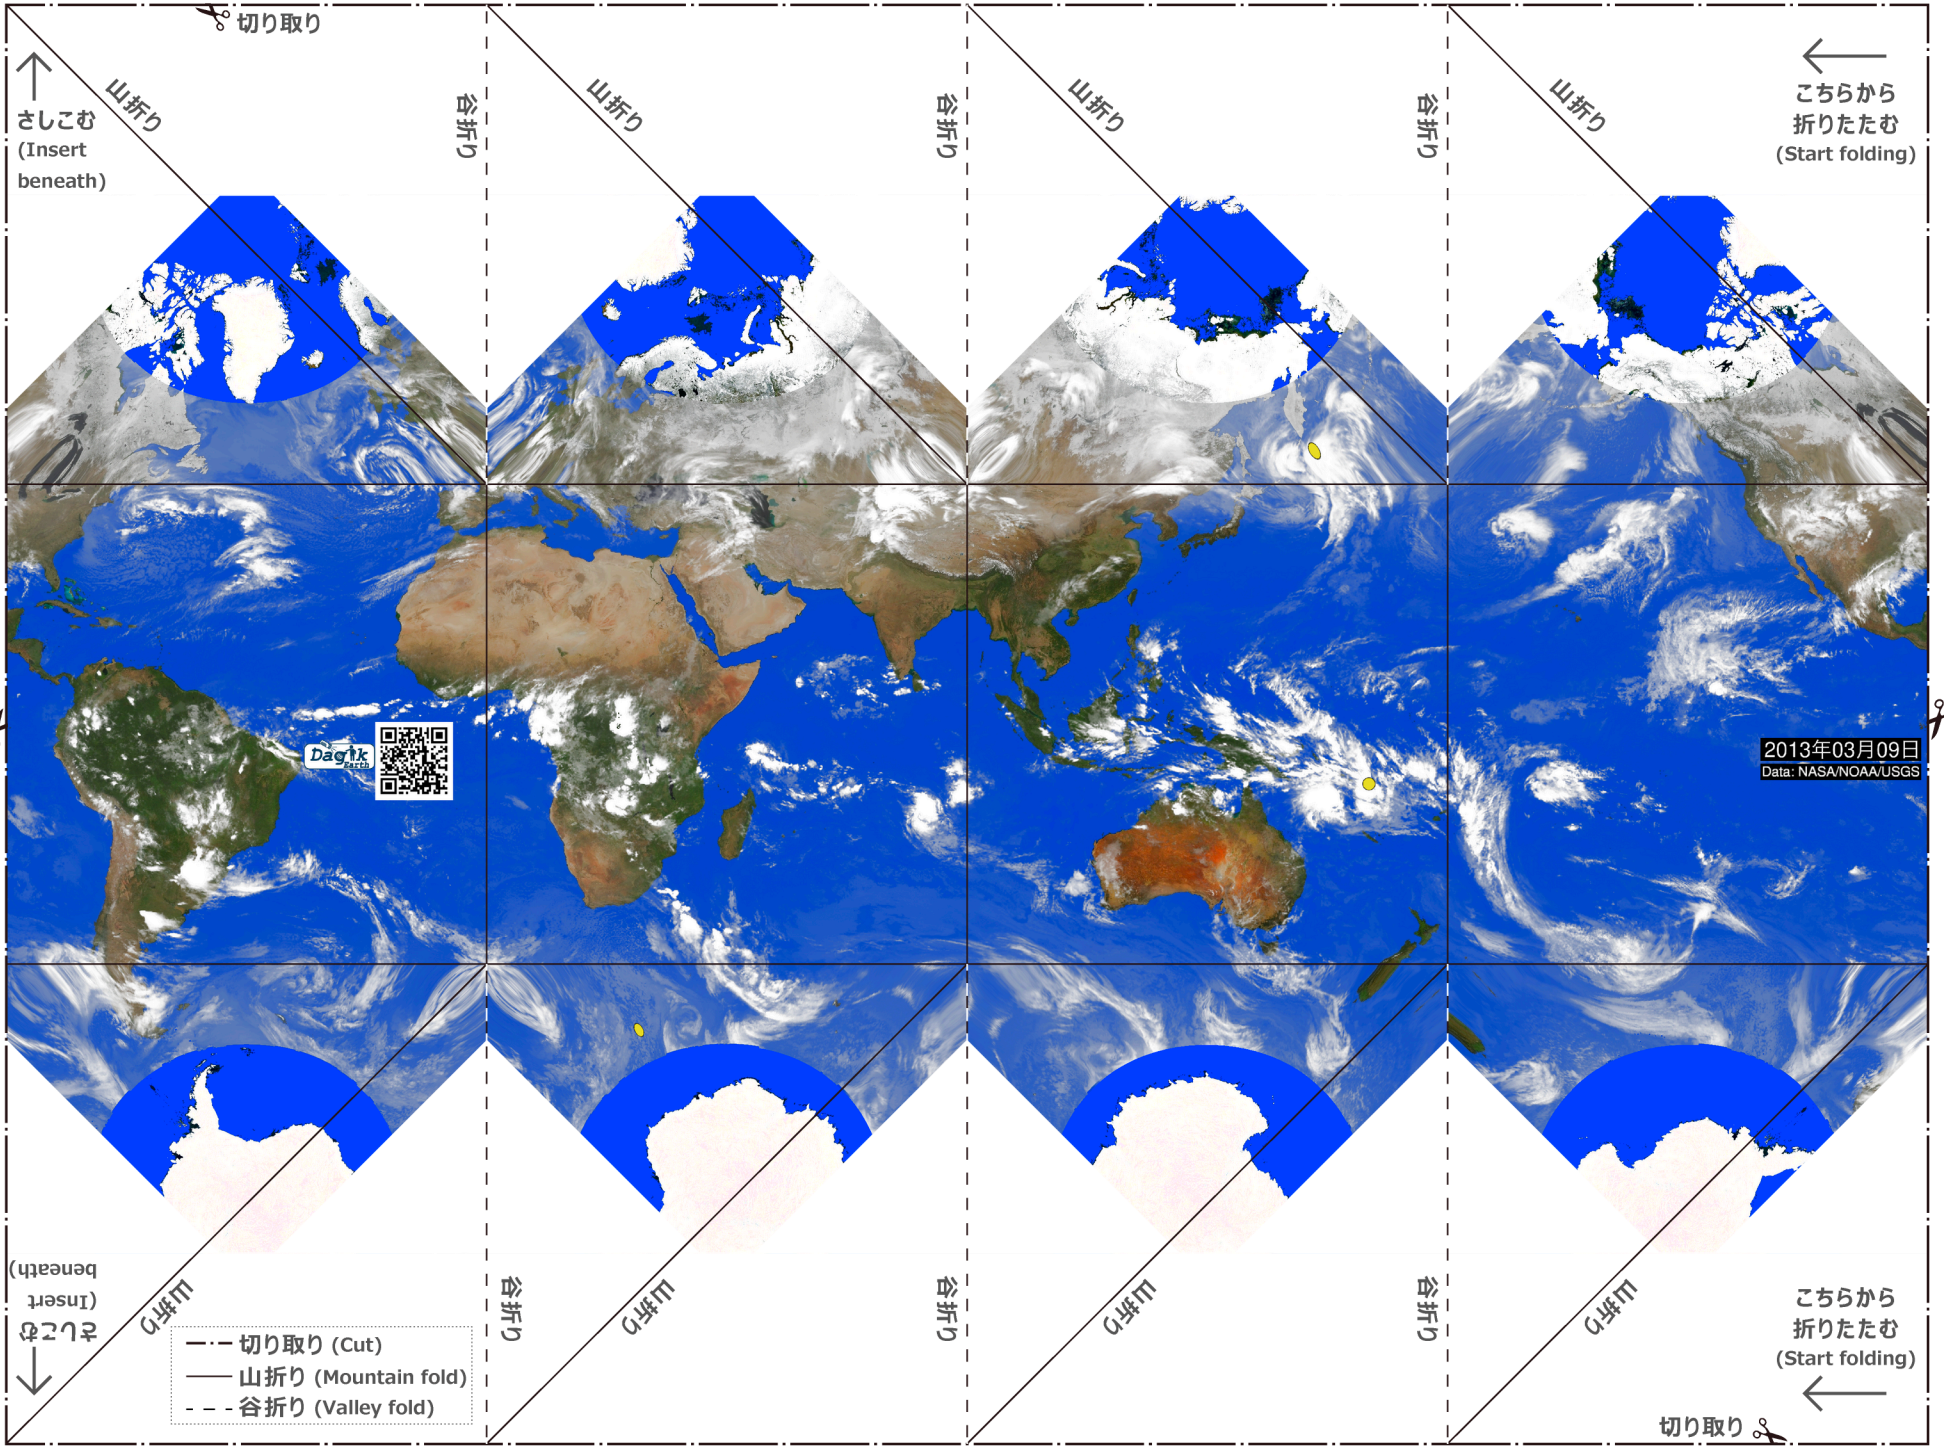 切り取り
山折り
谷折り
山折り
谷折り
山折り
谷折り
山折り
こちらから
折りたたむ
(Start folding)
さしこむ
(Insert
beneath)
Dagik
Earth
2013年03月09日
Data: NASA/NOAA/USGS
さしこむ
(Insert
beneath)
山折り
谷折り
山折り
谷折り
山折り
谷折り
山折り
こちらから
折りたたむ
(Start folding)
切り取り (Cut)
山折り (Mountain fold)
谷折り (Valley fold)
切り取り